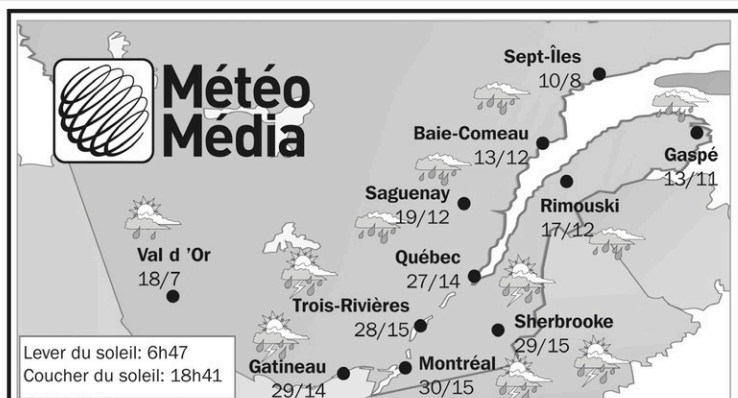 Météo
Média
Sept-Îles
10/8
Baie-Comeau
13/12
Gaspé
13/11
Saguenay
19/12
Rimouski
17/12
Val d 'Or
18/7
Québec
27/14
Trois-Rivières
28/15
Sherbrooke
29/15
Lever du soleil: 6h47
Coucher du soleil: 18h41
Gatineau
29/14
Montréal
30/15